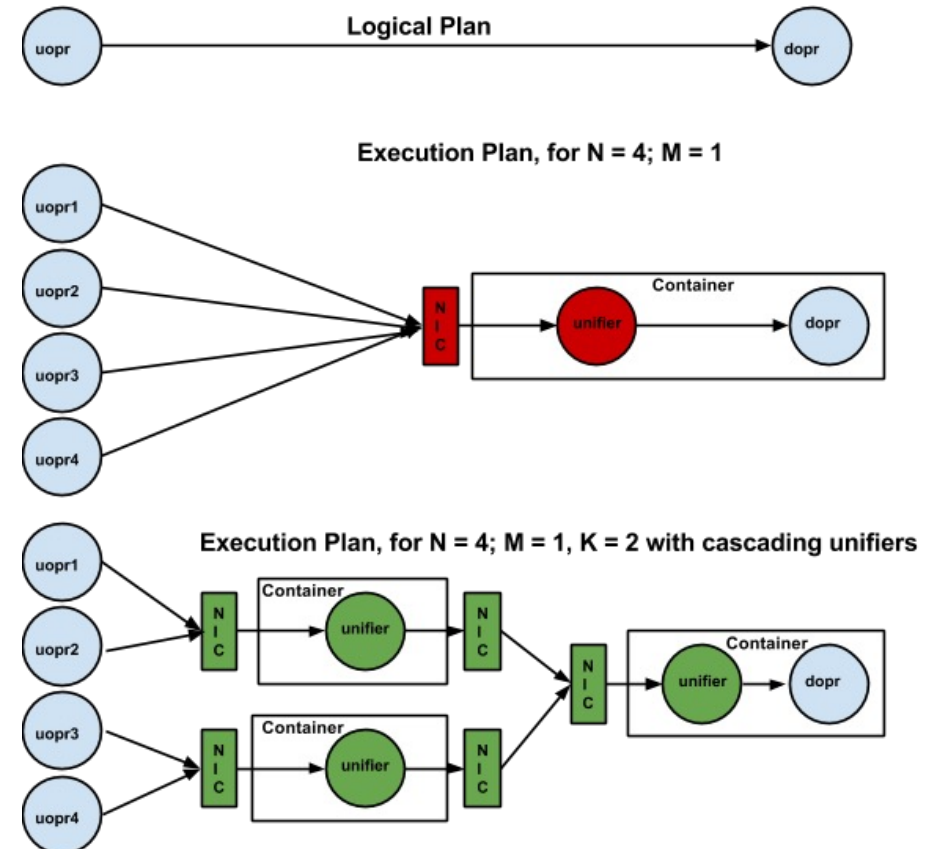 Logical Plan
uopr
dopr
Execution Plan, for N = 4; M = 1
uopr1
uopr2
uopr3
uopr4
N
I
C
Container
unifier
dopr
Execution Plan, for N = 4; M = 1, K = 2 with cascading unifiers
uopr1
uopr2
uopr3
uopr4
N
I
C
Container
unifier
N
I
C
N
I
C
Container
unifier
N
I
C
N
I
C
Container
unifier
dopr